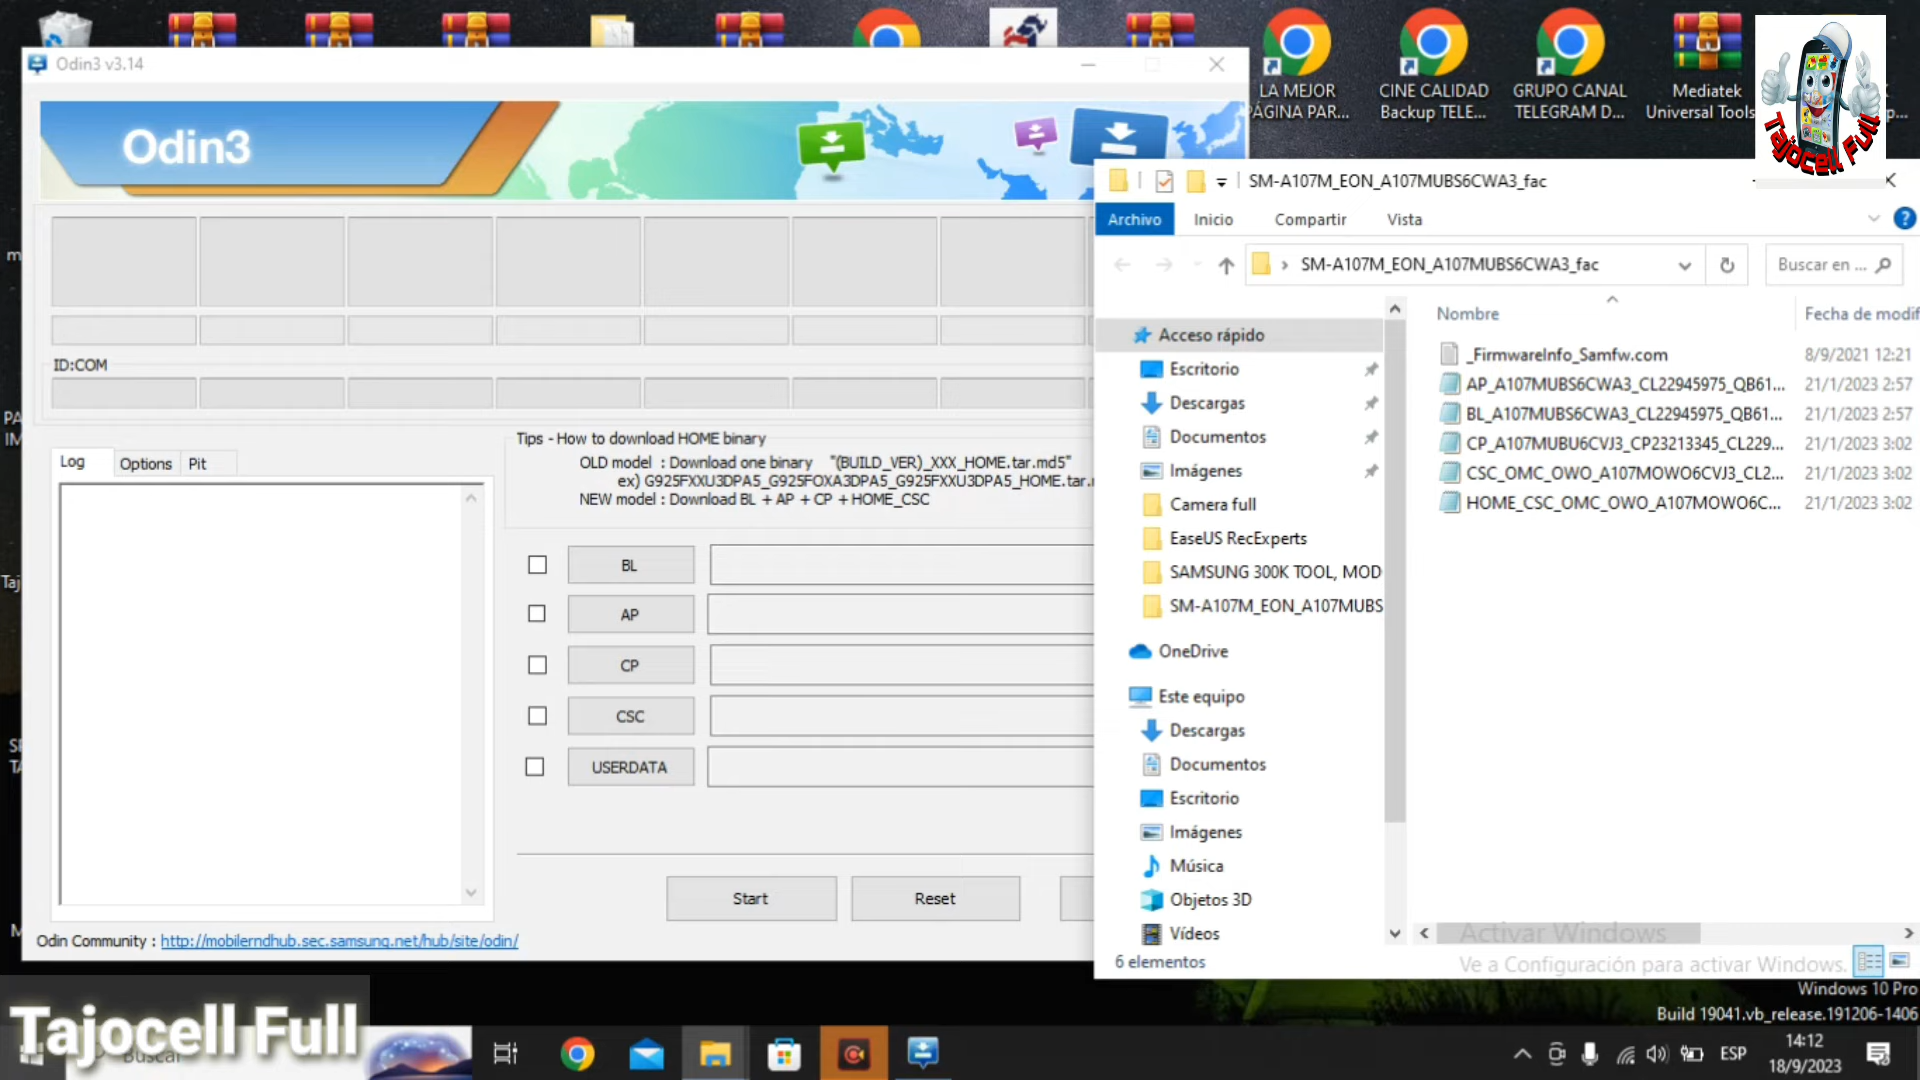 LA MEJOR
PÁGINA PAR...
CINE CALIDAD
Backup TELE...
GRUPO CANAL
TELEGRAM D...
Mediatek
Universal Tools
Tajocell Full
Odin3 v3.14
Odin3
ID:COM
Log
Options
Pit
Tips - How to download HOME binary
OLD model : Download one binary "(BUILD_VER)_XXX_HOME.tar.md5"
ex) G925FXXU3DPA5_G925FOXA3DPA5_G925FXXU3DPA5_HOME.tar.
NEW model : Download BL + AP + CP + HOME_CSC
BL
AP
CP
CSC
USERDATA
Start
Reset
Odin Community : http://mobilerndhub.sec.samsung.net/hub/site/odin/
SM-A107M_EON_A107MUBS6CWA3_fac
Archivo
Inicio
Compartir
Vista
SM-A107M_EON_A107MUBS6CWA3_fac
Buscar en ...
Acceso rápido
Escritorio
Descargas
Documentos
Imágenes
Camera full
EaseUS RecExperts
SAMSUNG 300K TOOL, MOD
SM-A107M_EON_A107MUBS
OneDrive
Este equipo
Descargas
Documentos
Escritorio
Imágenes
Música
Objetos 3D
Vídeos
Nombre
Fecha de modif
_FirmwareInfo_Samfw.com 8/9/2021 12:21
AP_A107MUBS6CWA3_CL22945975_QB61... 21/1/2023 2:57
BL_A107MUBS6CWA3_CL22945975_QB61... 21/1/2023 2:57
CP_A107MUBU6CVJ3_CP23213345_CL229... 21/1/2023 3:02
CSC_OMC_OWO_A107MOWO6CVJ3_CL2... 21/1/2023 3:02
HOME_CSC_OMC_OWO_A107MOWO6C... 21/1/2023 3:02
6 elementos
Activar Windows
Ve a Configuración para activar Windows.
Windows 10 Pro
Build 19041.vb_release.191206-1406
Tajocell Full
Buscar
ESP
14:12
18/9/2023